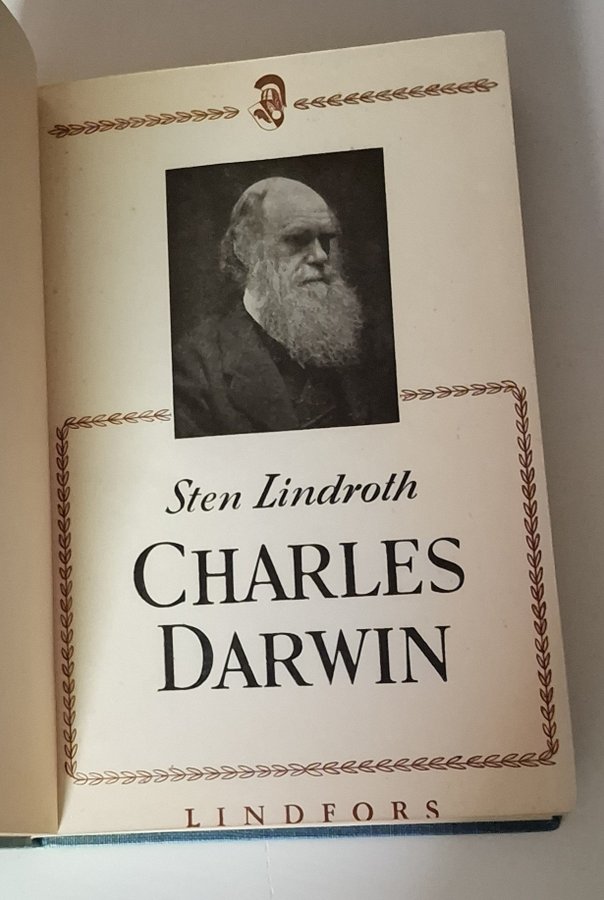 Sten Lindroth
CHARLES
DARWIN
LINDFORS